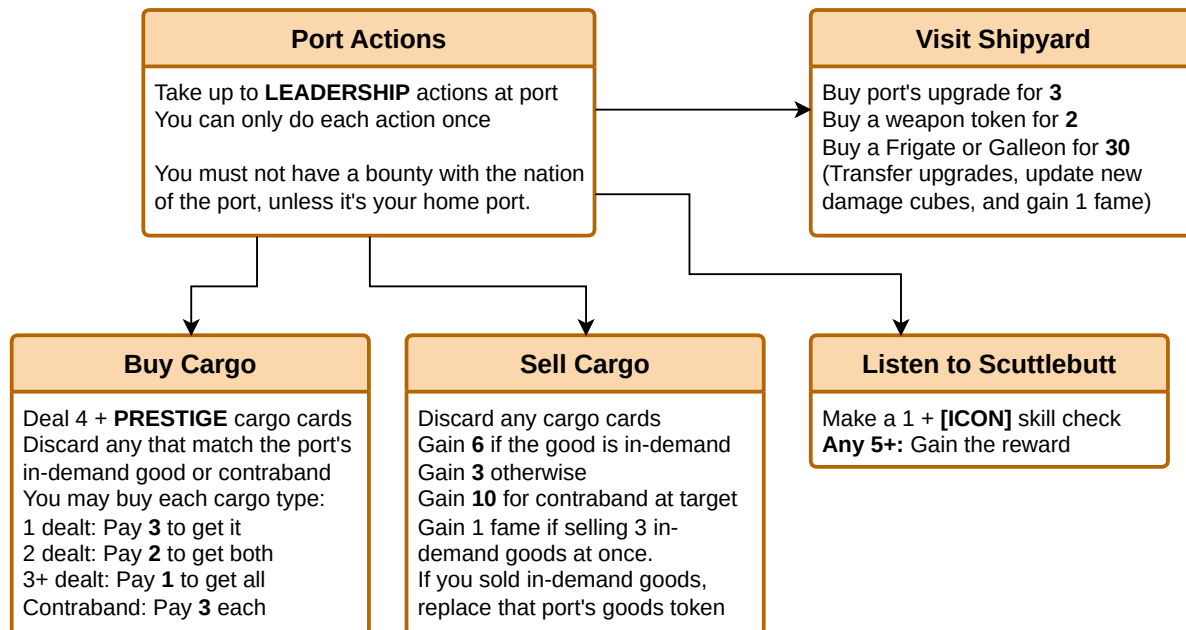 Port Actions
Take up to LEADERSHIP actions at port
You can only do each action once
You must not have a bounty with the nation
of the port, unless it's your home port.
Visit Shipyard
Buy port's upgrade for 3
Buy a weapon token for 2
Buy a Frigate or Galleon for 30
(Transfer upgrades, update new
damage cubes, and gain 1 fame)
Buy Cargo
Deal 4 + PRESTIGE cargo cards
Discard any that match the port's
in-demand good or contraband
You may buy each cargo type:
1 dealt: Pay 3 to get it
2 dealt: Pay 2 to get both
3+ dealt: Pay 1 to get all
Contraband: Pay 3 each
Sell Cargo
Discard any cargo cards
Gain 6 if the good is in-demand
Gain 3 otherwise
Gain 10 for contraband at target
Gain 1 fame if selling 3 in-
demand goods at once.
If you sold in-demand goods,
replace that port's goods token
Listen to Scuttlebutt
Make a 1 + [ICON] skill check
Any 5+: Gain the reward